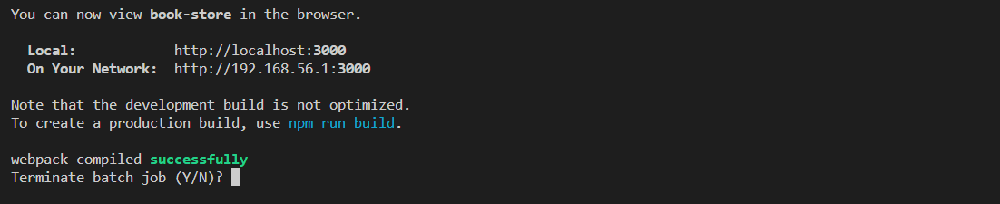 You can now view book-store in the browser.
Local: http://localhost:3000
On Your Network: http://192.168.56.1:3000
Note that the development build is not optimized.
To create a production build, use npm run build.
webpack compiled successfully
Terminate batch job (Y/N)?